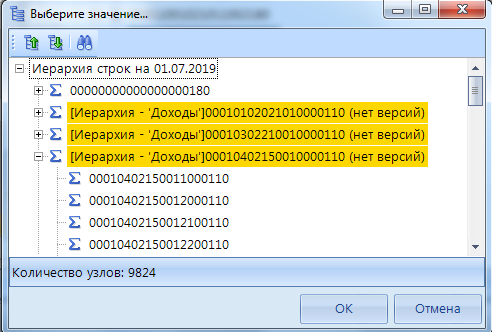 Выберите значение...
Иерархия строк на 01.07.2019
00000000000000000180
[Иерархия - 'Доходы']00010102021010000110 (нет версий)
[Иерархия - 'Доходы']00010302210010000110 (нет версий)
[Иерархия - 'Доходы']00010402150010000110 (нет версий)
00010402150011000110
00010402150012000110
00010402150012100110
00010402150012200110
Количество узлов: 9824
OK
Отмена